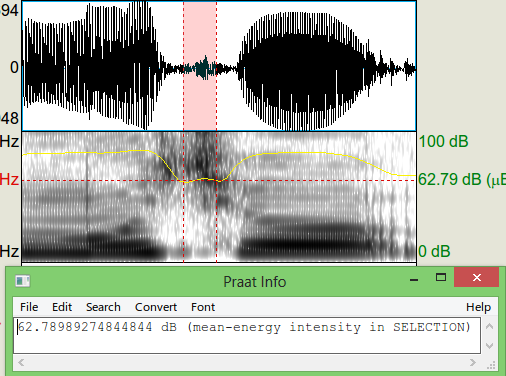 094
0
48
Hz
100 dB
Hz
62.79 dB (µE
Hz
0 dB
Praat Info
File Edit Search Convert Font Help
62.78989274844844 dB (mean-energy intensity in SELECTION)